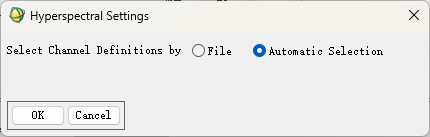 Hyperspectral Settings
Select Channel Definitions by File Automatic Selection
OK Cancel